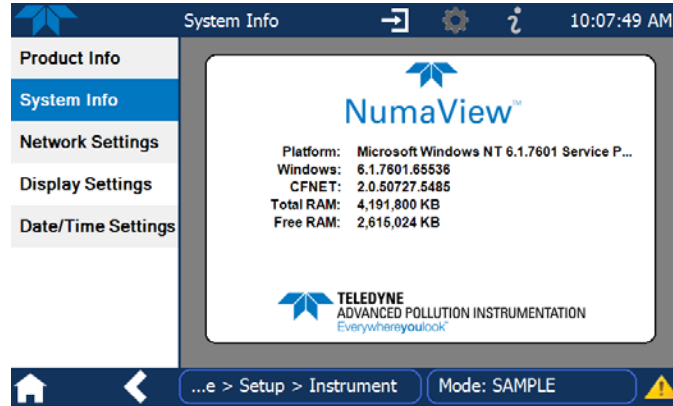 System Info
10:07:49 AM
Product Info
System Info
Network Settings
Display Settings
Date/Time Settings
NumaView™
Platform: Microsoft Windows NT 6.1.7601 Service P...
Windows: 6.1.7601.65536
CFNET: 2.0.50727.5485
Total RAM: 4,191,800 KB
Free RAM: 2,615,024 KB
TELEDYNE
ADVANCED POLLUTION INSTRUMENTATION
Everywhereyoulook™
...e > Setup > Instrument
Mode: SAMPLE